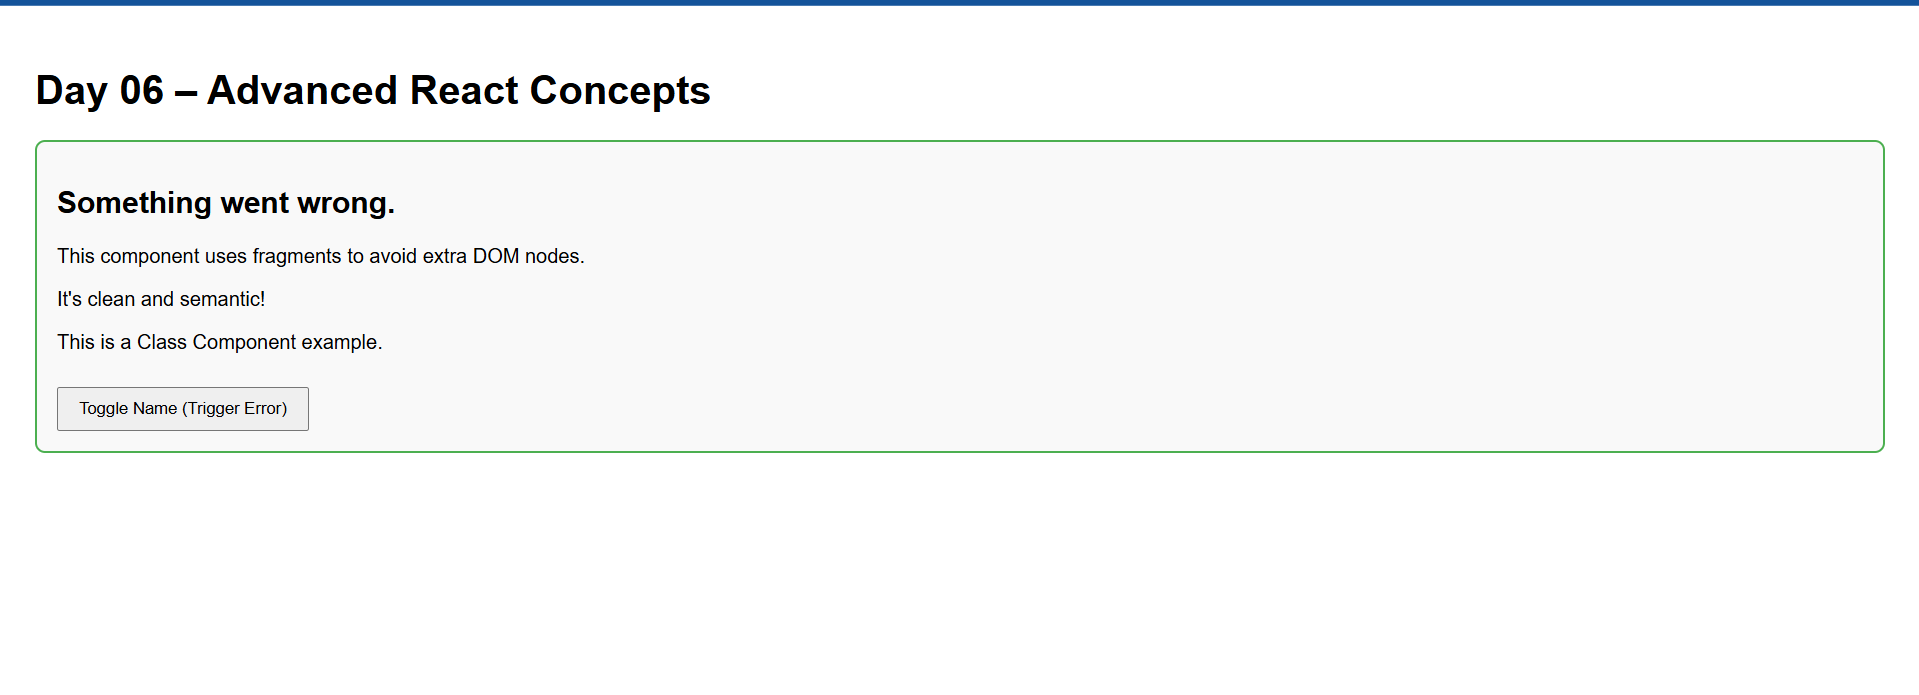 Day 06 – Advanced React Concepts
Something went wrong.
This component uses fragments to avoid extra DOM nodes.
It's clean and semantic!
This is a Class Component example.
Toggle Name (Trigger Error)